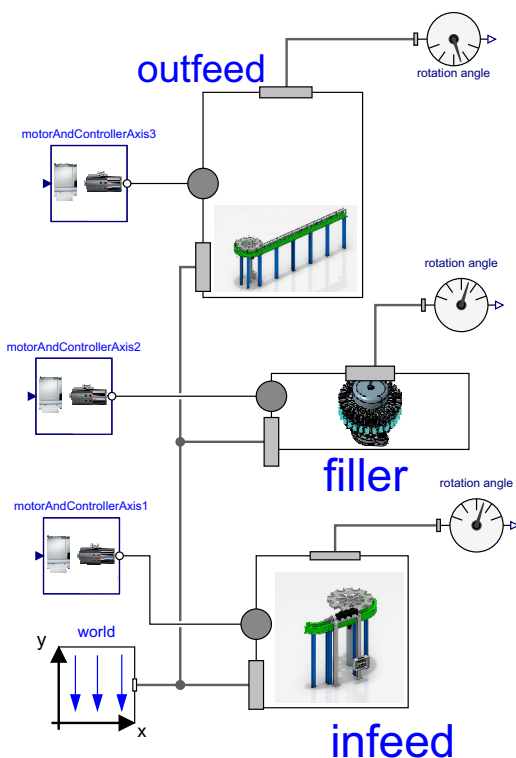 outfeed
rotation angle
motorAndControllerAxis3
rotation angle
motorAndControllerAxis2
filler
rotation angle
motorAndControllerAxis1
world
y
x
infeed